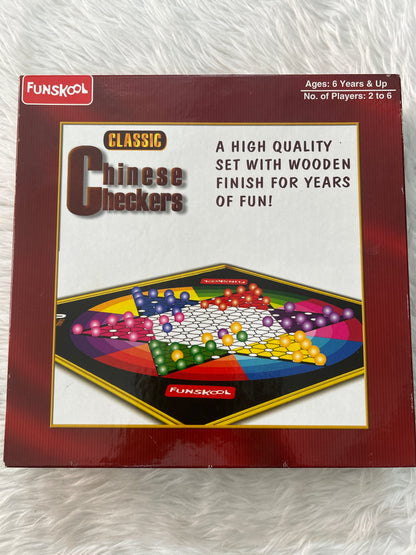 FUNSKOOL
Ages: 6 Years & Up
No. of Players: 2 to 6
CLASSIC
Chinese
Checkers
A HIGH QUALITY
SET WITH WOODEN
FINISH FOR YEARS
OF FUN!
FUNSKOOL
FUNSKOOL